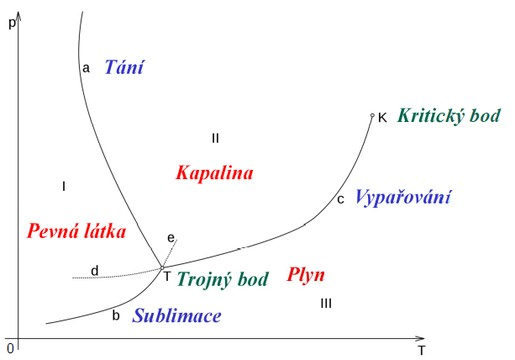 p
a Tání
K Kritický bod
II
Kapalina
I
c Vypařování
Pevná látka
e
d
T Trojný bod
Plyn
III
b Sublimace
0
T